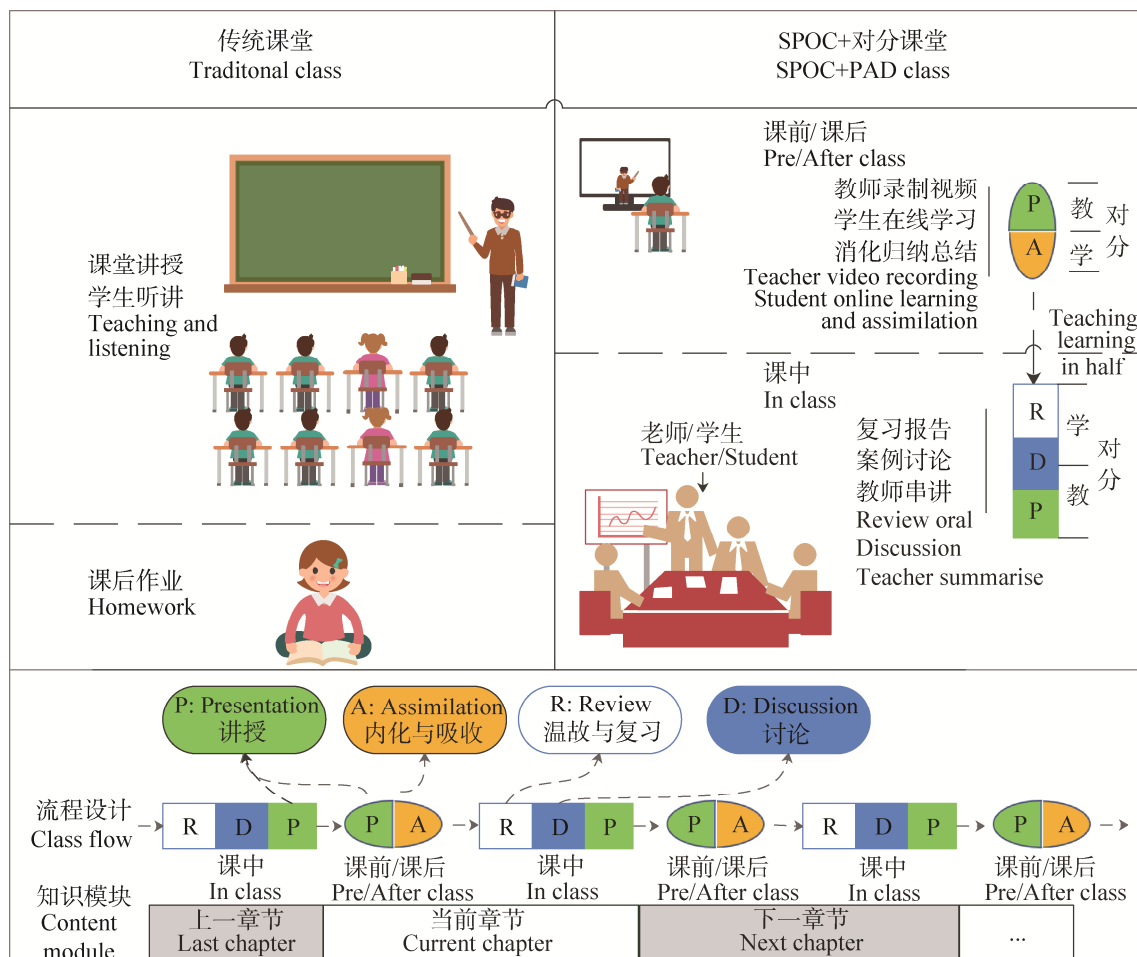 传统课堂
Traditonal class
SPOC+对分课堂
SPOC+PAD class
课堂讲授
学生听讲
Teaching and
listening
课后作业
Homework
课前/课后
Pre/After class
教师录制视频
学生在线学习
消化归纳总结
Teacher video recording
Student online learning
and assimilation
P
A
教
学
对
分
Teaching
learning
in half
课中
In class
老师/学生
Teacher/Student
复习报告
案例讨论
教师串讲
Review oral
Discussion
Teacher summarise
R
D
P
学
教
对
分
P: Presentation
讲授
A: Assimilation
内化与吸收
R: Review
温故与复习
D: Discussion
讨论
流程设计
Class flow
R D P
P A
R D P
P A
R D P
P A
课中
In class
课前/课后
Pre/After class
课中
In class
课前/课后
Pre/After class
课中
In class
课前/课后
Pre/After class
知识模块
Content
module
上一章节
Last chapter
当前章节
Current chapter
下一章节
Next chapter
...